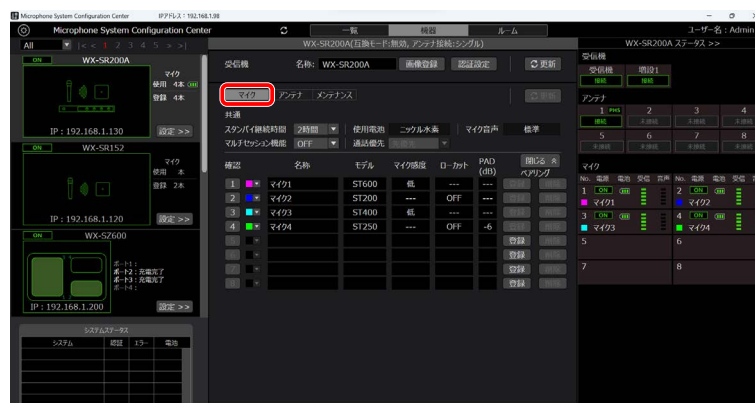 Microphone System Configuration Center IPアドレス : 192.168.1.98
Microphone System Configuration Center 一覧 機器 ルーム ユーザー名 : Admin
All |<< 1 2 3 4 5 >>| WX-SR200A(互換モード:無効, アンテナ接続:シングル) WX-SR200A ステータス >>
ON WX-SR200A
マイク
使用 4本
登録 4本
IP : 192.168.1.130 設定 >>
ON WX-SR152
マイク
使用 本
登録 2本
IP : 192.168.1.120 設定 >>
ON WX-SZ600
ポート1 :
ポート2 : 充電完了
ポート3 : 充電完了
ポート4 :
IP : 192.168.1.200 設定 >>
システムステータス
システム 認証 エラー 電池
受信機 名称: WX-SR200A 画像登録 認証設定 更新
マイク アンテナ メンテナンス 更新
共通
スタンバイ継続時間 2時間 使用電池 ニッケル水素 マイク音声 標準
マルチセッション機能 OFF 通話優先
確認 名称 モデル マイク感度 ローカット PAD (dB) 閉じる ペアリング
1 マイク1 ST600 低 --- --- 登録 削除
2 マイク2 ST200 --- OFF --- 登録 削除
3 マイク3 ST400 低 --- --- 登録 削除
4 マイク4 ST250 --- OFF -6 登録 削除
5 登録 削除
6 登録 削除
7 登録 削除
8 登録 削除
受信機
受信機 増設1
接続 接続
アンテナ
1 PHS 2 3 4
接続 未接続 未接続 未接続
5 6 7 8
未接続 未接続 未接続 未接続
マイク
No. 電源 電池 受信 音声 No. 電源 電池 受信
1 ON 2 ON
マイク1 マイク2
3 ON 4 ON
マイク3 マイク4
5 6
7 8